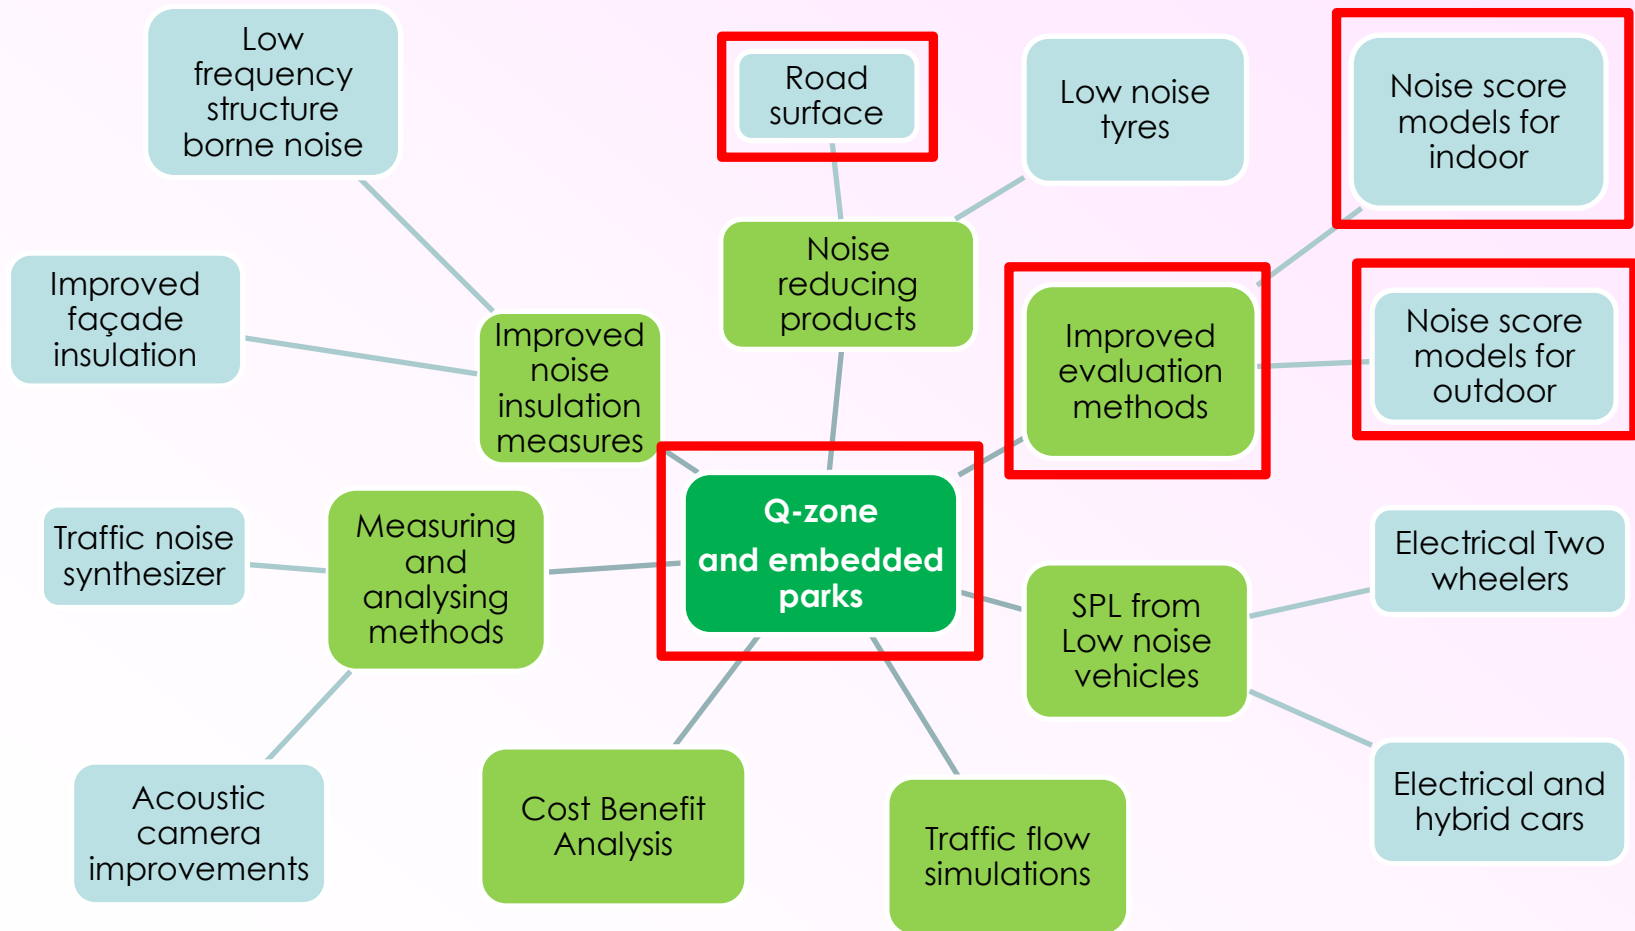 Low
frequency
structure
borne noise
Road
surface
Low noise
tyres
Noise score
models for
indoor
Improved
façade
insulation
Improved
noise
insulation
measures
Noise
reducing
products
Improved
evaluation
methods
Noise score
models for
outdoor
Traffic noise
synthesizer
Measuring
and
analysing
methods
Q-zone
and embedded
parks
SPL from
Low noise
vehicles
Electrical Two
wheelers
Acoustic
camera
improvements
Cost Benefit
Analysis
Traffic flow
simulations
Electrical and
hybrid cars